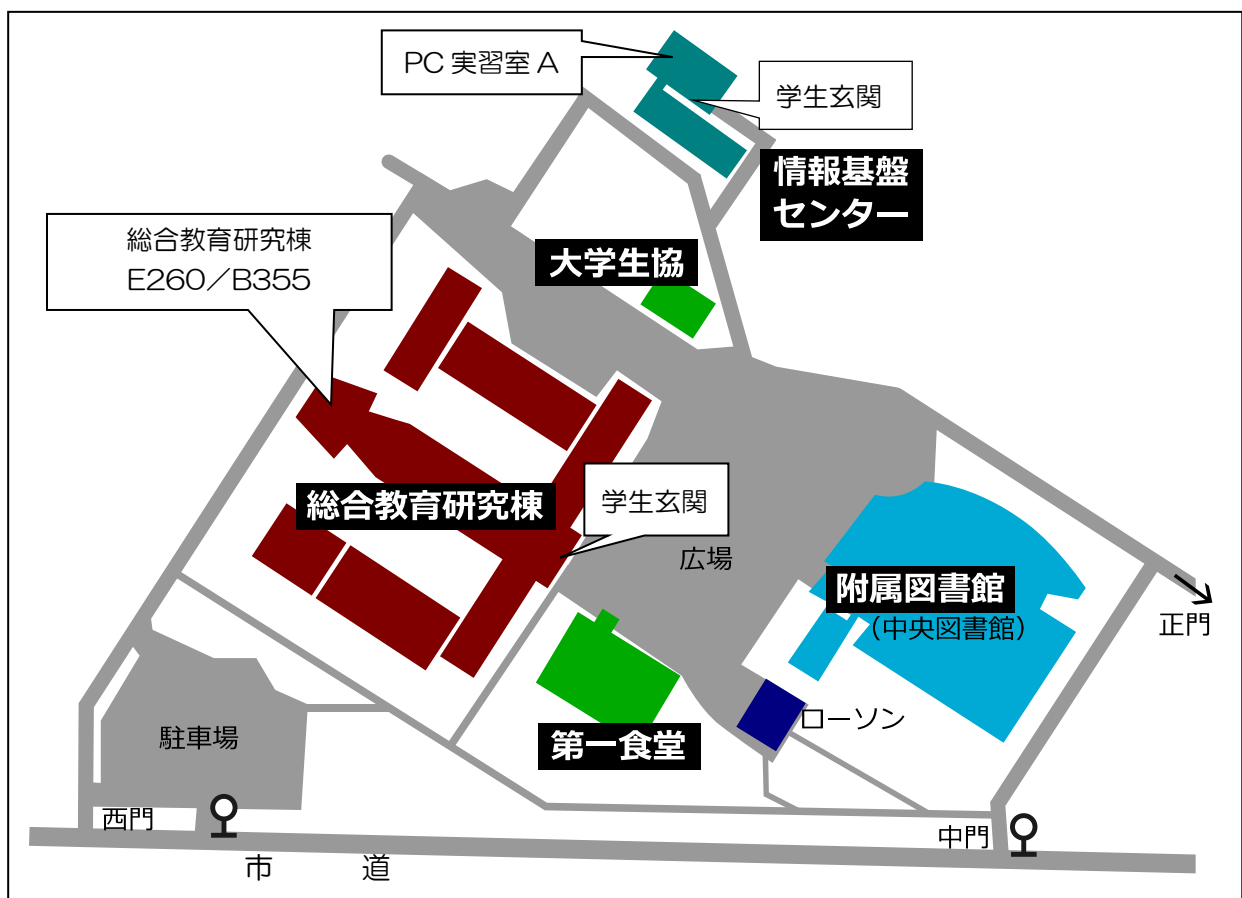 PC 実習室 A
学生玄関
情報基盤
センター
総合教育研究棟
E260／B355
大学生協
総合教育研究棟
学生玄関
広場
附属図書館
（中央図書館）
正門
ローソン
第一食堂
駐車場
西門
中門
市 道